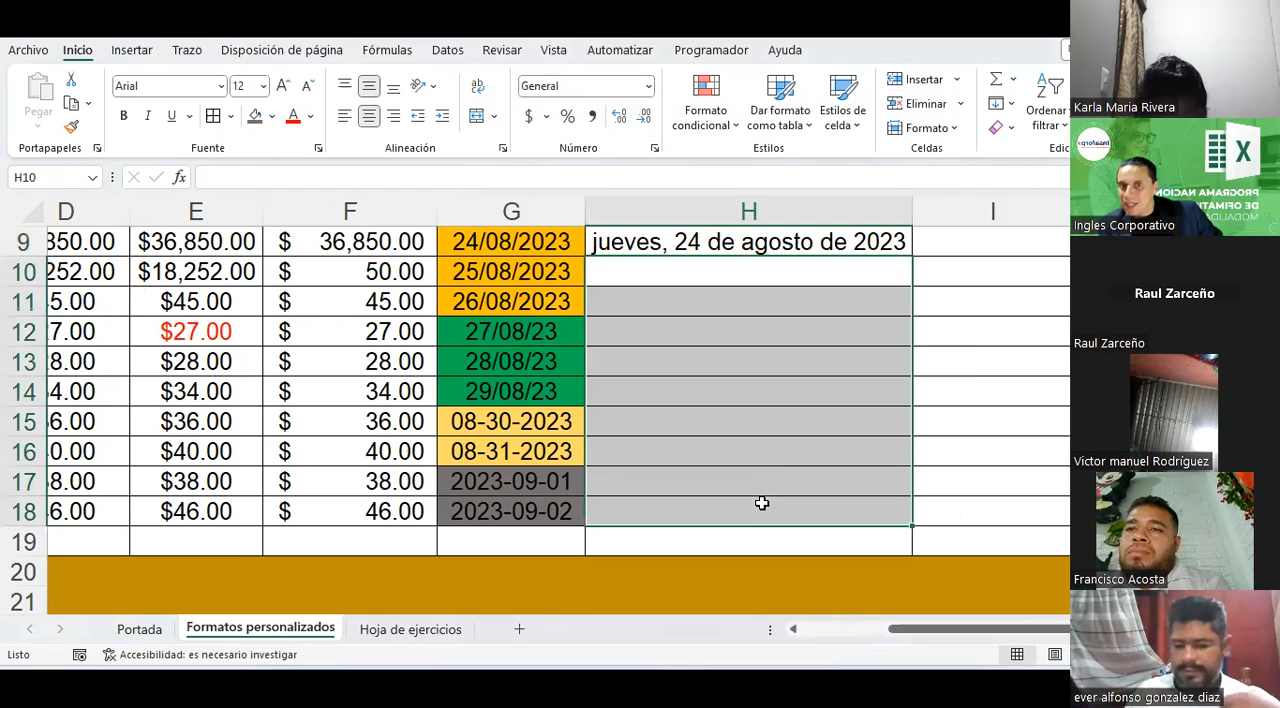 Archivo Inicio Insertar Trazo Disposición de página Fórmulas Datos Revisar Vista Automatizar Programador Ayuda
Pegar
Portapapeles
Arial 12
N K S
Fuente
Alineación
General
$ % 000
Número
Formato condicional
Dar formato como tabla
Estilos de celda
Estilos
Insertar
Eliminar
Formato
Celdas
Ordenar filtrar
H10 fx
D E F G H I
9 350.00 $36,850.00 $ 36,850.00 24/08/2023 jueves, 24 de agosto de 2023
10 252.00 $18,252.00 $ 50.00 25/08/2023
11 5.00 $45.00 $ 45.00 26/08/2023
12 7.00 $27.00 $ 27.00 27/08/23
13 8.00 $28.00 $ 28.00 28/08/23
14 4.00 $34.00 $ 34.00 29/08/23
15 6.00 $36.00 $ 36.00 08-30-2023
16 0.00 $40.00 $ 40.00 08-31-2023
17 8.00 $38.00 $ 38.00 2023-09-01
18 6.00 $46.00 $ 46.00 2023-09-02
19
20
21
Portada Formatos personalizados Hoja de ejercicios
Listo Accesibilidad: es necesario investigar
Karla Maria Rivera
PROGRAMA NACION
DE OFIMATI
MODALIDA
Ingles Corporativo
Raul Zarceño
Raul Zarceño
Victor manuel Rodríguez
Francisco Acosta
ever alfonso gonzalez diaz